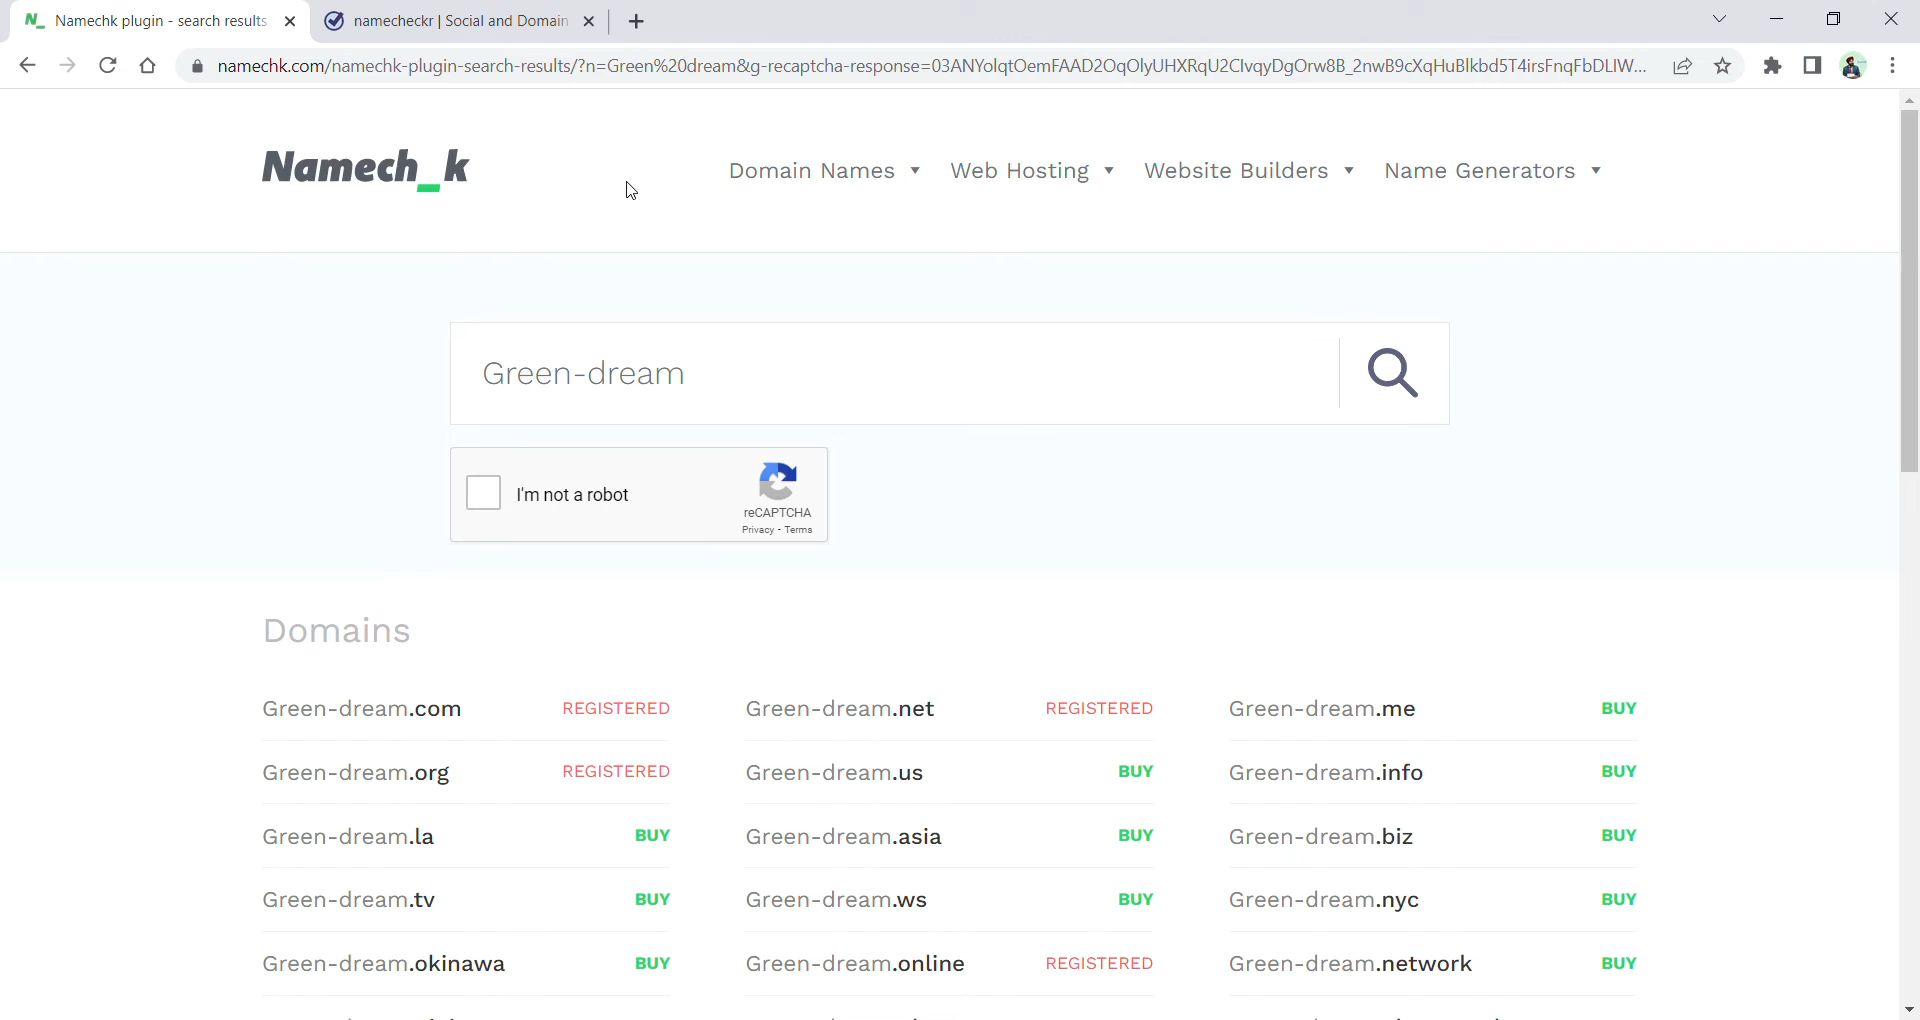 Namechk plugin - search results
namecheckr | Social and Domain
namechk.com/namechk-plugin-search-results/?n=Green%20dream&g-recaptcha-response=03ANYolqtOemFAAD2OqOlyUHXRqU2ClvqyDgOrw8B_2nwB9cXqHuBlkbd5T4irsFnqFbDLIW...
Namech_k
Domain Names
Web Hosting
Website Builders
Name Generators
Green-dream
I'm not a robot
reCAPTCHA
Privacy - Terms
Domains
Green-dream.com REGISTERED Green-dream.net REGISTERED Green-dream.me BUY
Green-dream.org REGISTERED Green-dream.us BUY Green-dream.info BUY
Green-dream.la BUY Green-dream.asia BUY Green-dream.biz BUY
Green-dream.tv BUY Green-dream.ws BUY Green-dream.nyc BUY
Green-dream.okinawa BUY Green-dream.online REGISTERED Green-dream.network BUY